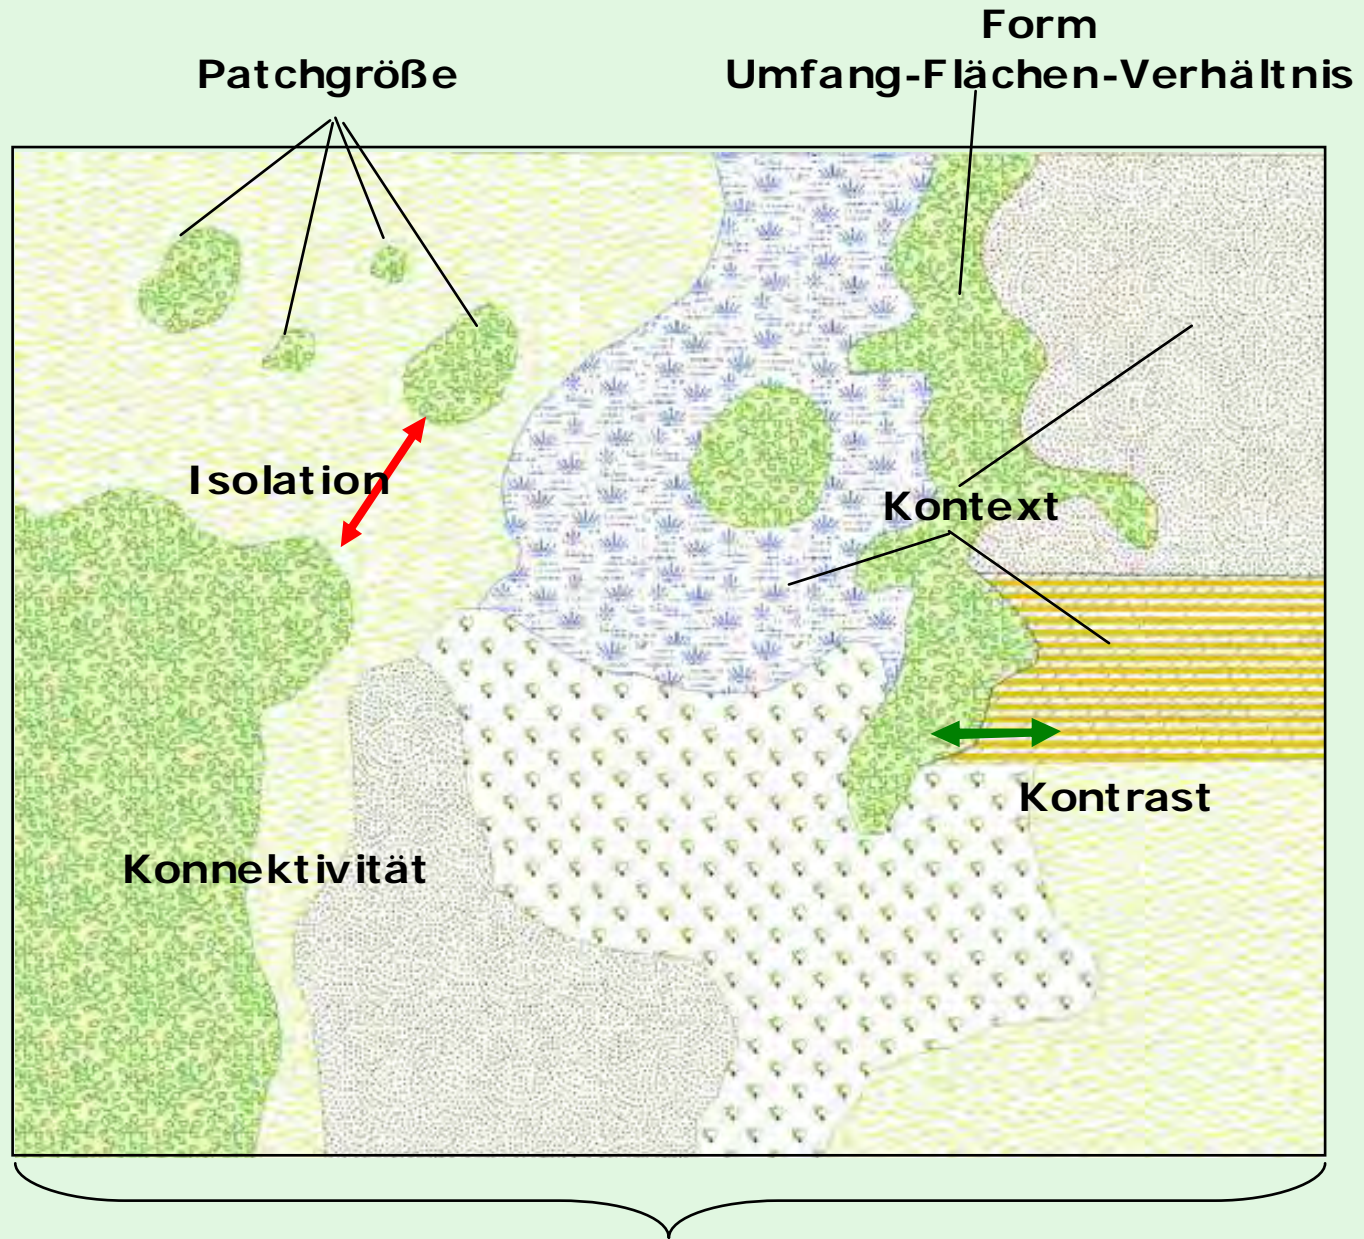 Form
Patchgröße
Umfang-Flächen-Verhältnis
Isolation
Kontext
Kontrast
Konnektivität